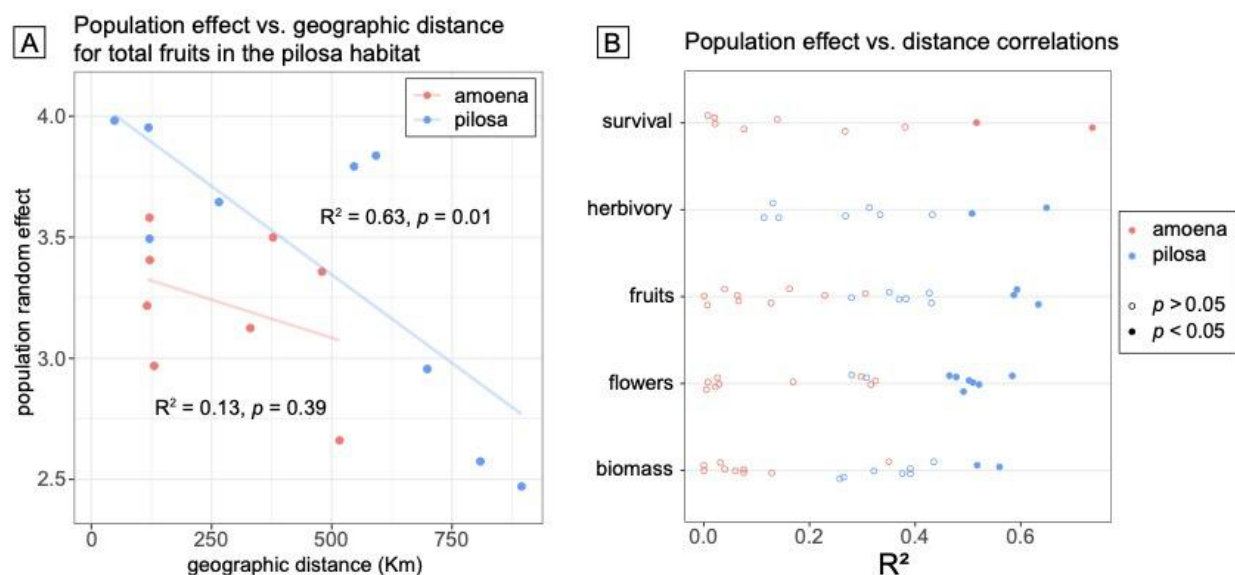 A
Population effect vs. geographic distance
for total fruits in the pilosa habitat
amoena
pilosa
4.0
3.5
3.0
2.5
population random effect
R² = 0.63, p = 0.01
R² = 0.13, p = 0.39
0 250 500 750
geographic distance (Km)
B
Population effect vs. distance correlations
survival
herbivory
fruits
flowers
biomass
0.0 0.2 0.4 0.6
R²
amoena
pilosa
p > 0.05
p < 0.05